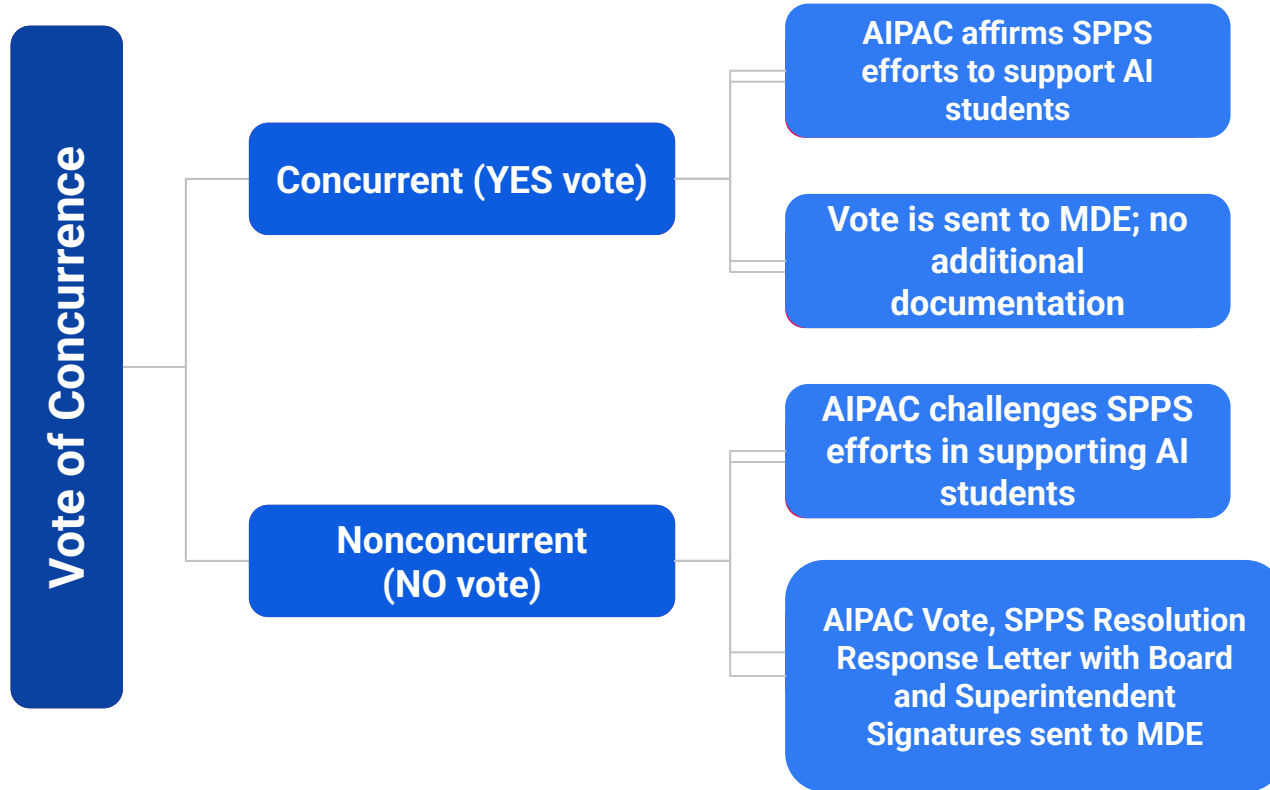 Vote of Concurrence
Concurrent (YES vote)
AIPAC affirms SPPS
efforts to support AI
students
Vote is sent to MDE; no
additional
documentation
Nonconcurrent
(NO vote)
AIPAC challenges SPPS
efforts in supporting AI
students
AIPAC Vote, SPPS Resolution
Response Letter with Board
and Superintendent
Signatures sent to MDE